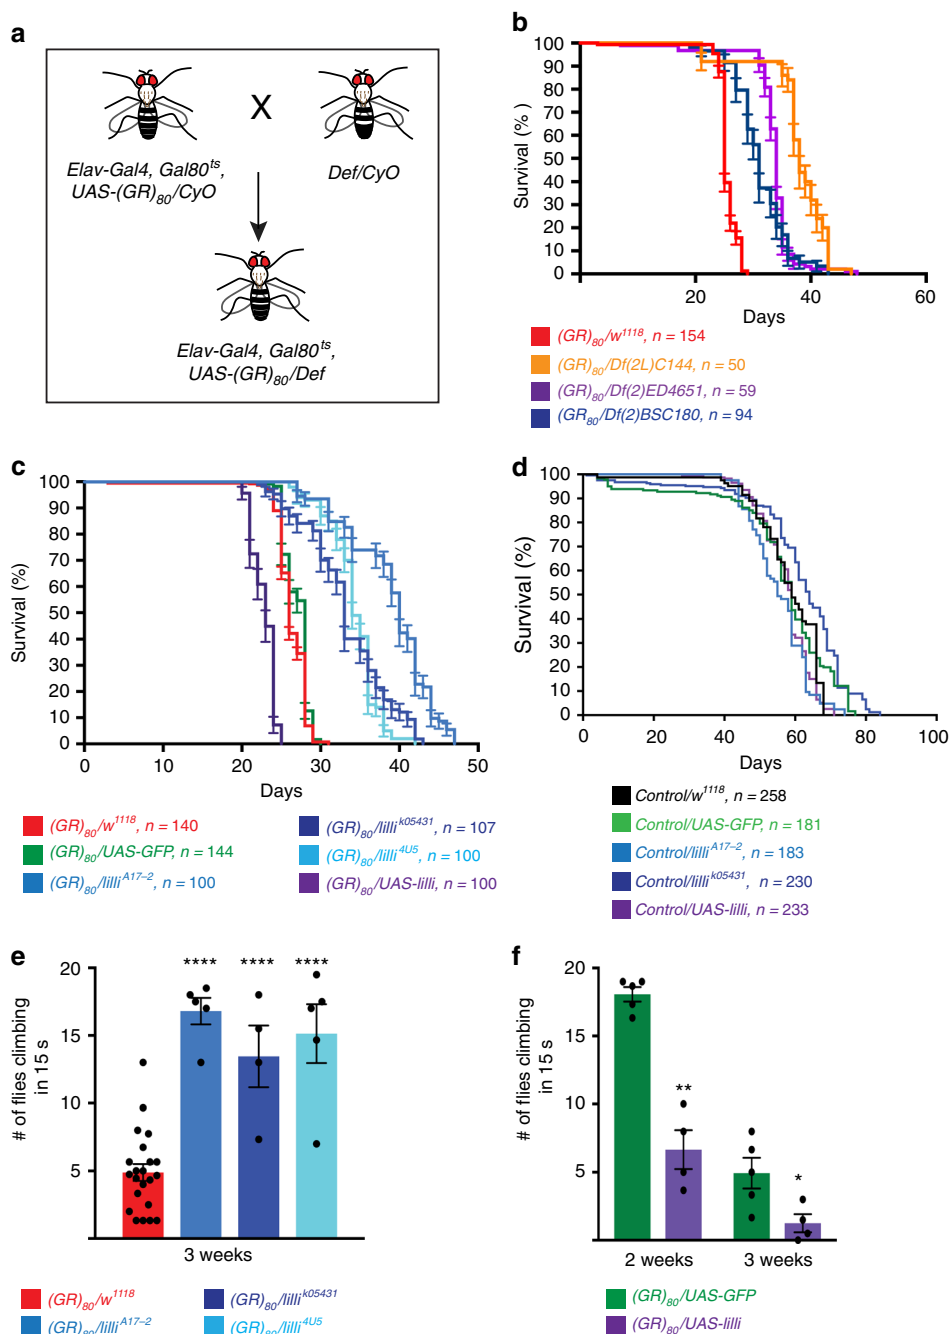 a
X
Elav-Gal4, Gal80ts,
UAS-(GR)80/CyO
Def/CyO
Elav-Gal4, Gal80ts,
UAS-(GR)80/Def
b
Survival (%)
100
90
80
70
60
50
40
30
20
10
0
20 40 60
Days
(GR)80/w1118, n = 154
(GR)80/Df(2L)C144, n = 50
(GR)80/Df(2)ED4651, n = 59
(GR80/Df(2)BSC180, n = 94
c
Survival (%)
100
90
80
70
60
50
40
30
20
10
0
0 10 20 30 40 50
Days
(GR)80/w1118, n = 140
(GR)80/UAS-GFP, n = 144
(GR)80/lilliA17–2, n = 100
(GR)80/lillik05431, n = 107
(GR)80/lilli4U5, n = 100
(GR)80/UAS-lilli, n = 100
d
Survival (%)
100
90
80
70
60
50
40
30
20
10
0
0 20 40 60 80 100
Days
Control/w1118, n = 258
Control/UAS-GFP, n = 181
Control/lilliA17–2, n = 183
Control/lillik05431, n = 230
Control/UAS-lilli, n = 233
e
# of flies climbing
in 15 s
20
15
10
5
**** **** ****
3 weeks
(GR)80/w1118
(GR)80/lilliA17–2
(GR)80/lillik05431
(GR)80/lilli4U5
f
# of flies climbing
in 15 s
20
15
10
5
**
*
2 weeks 3 weeks
(GR)80/UAS-GFP
(GR)80/UAS-lilli